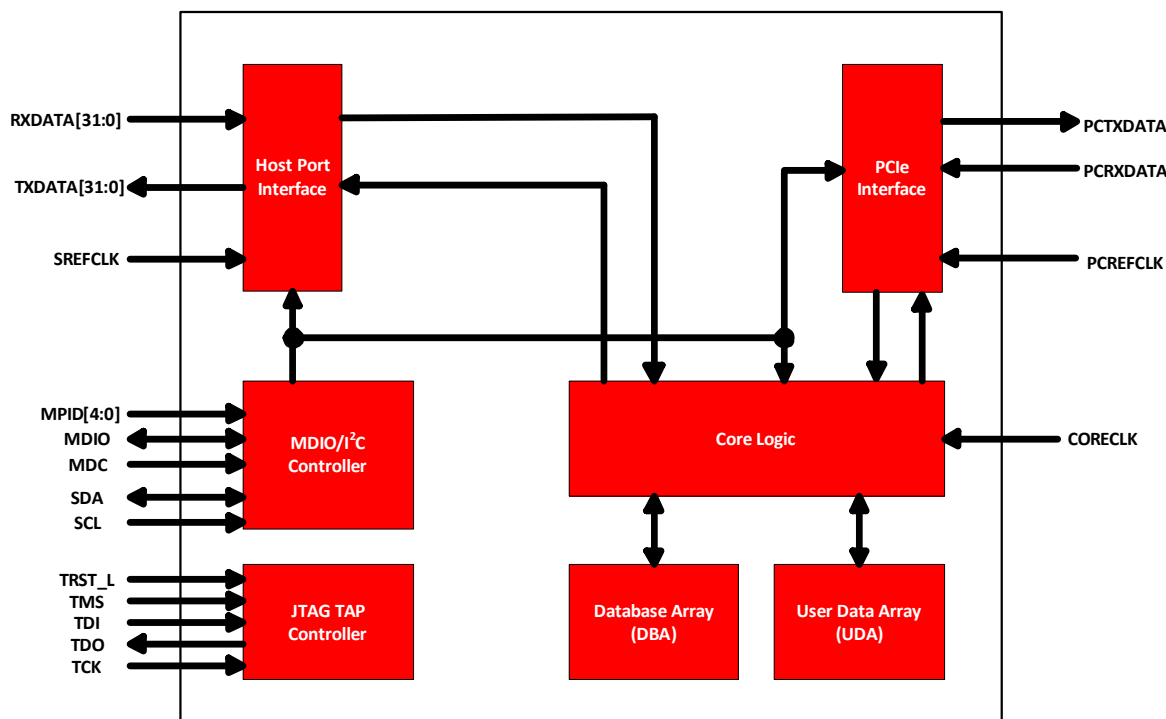 RXDATA[31:0]
TXDATA[31:0]
SREFCLK
Host Port
Interface
PCIe
Interface
PCTXDATA
PCRXDATA
PCREFCLK
MPID[4:0]
MDIO
MDC
SDA
SCL
MDIO/I²C
Controller
Core Logic
CORECLK
TRST_L
TMS
TDI
TDO
TCK
JTAG TAP
Controller
Database Array
(DBA)
User Data Array
(UDA)